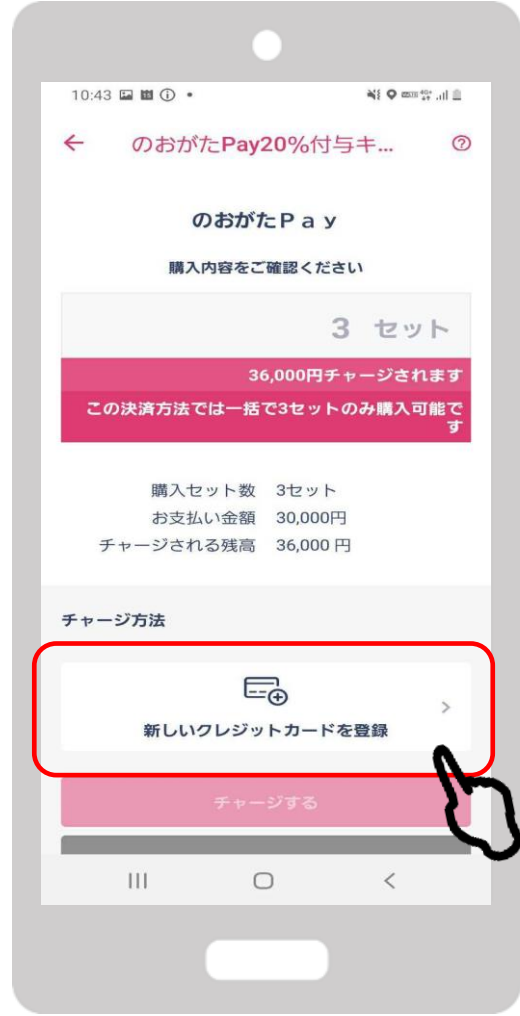 10:43
のおがたPay20%付与キ...
のおがたＰａｙ
購入内容をご確認ください
3 セット
36,000円チャージされます
この決済方法では一括で3セットのみ購入可能で
す
購入セット数 3セット
お支払い金額 30,000円
チャージされる残高 36,000 円
チャージ方法
新しいクレジットカードを登録
チャージする